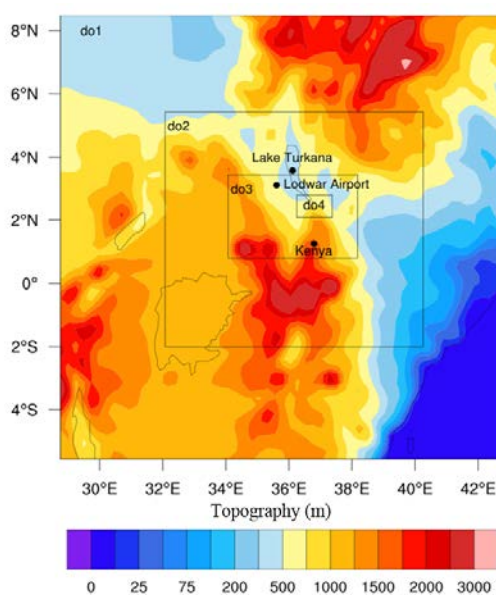 8°N
do1
6°N
do2
4°N
Lake Turkana
do3
Lodwar Airport
do4
2°N
Kenya
0°
2°S
4°S
30°E 32°E 34°E 36°E 38°E 40°E 42°E
Topography (m)
0 25 75 200 500 1000 1500 2000 3000